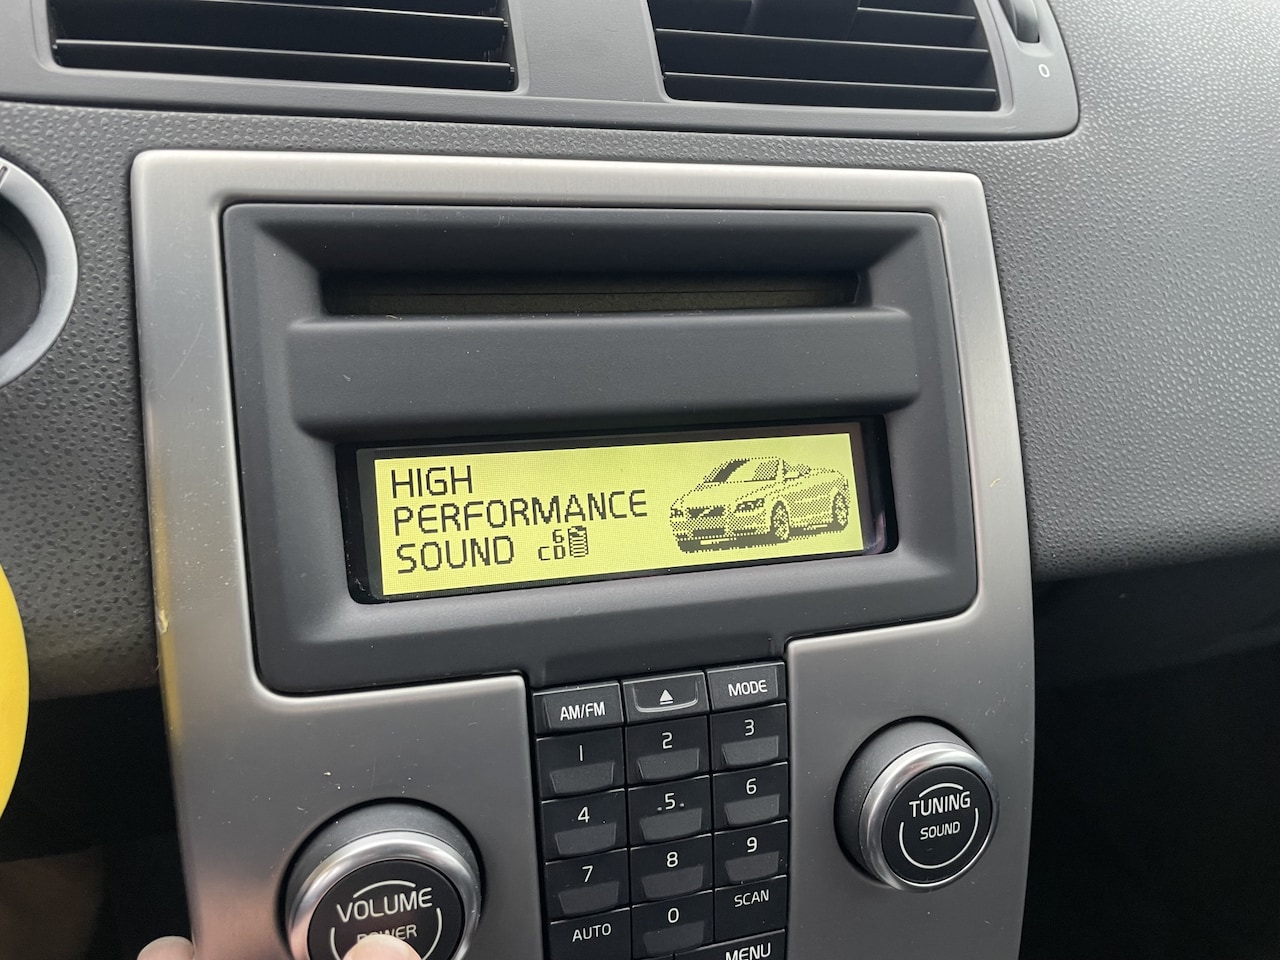 O
HIGH
PERFORMANCE
SOUND 6 CD
AM/FM MODE
1 2 3
4 .5. 6
7 8 9
AUTO 0 SCAN
MENU
VOLUME
POWER
TUNING
SOUND